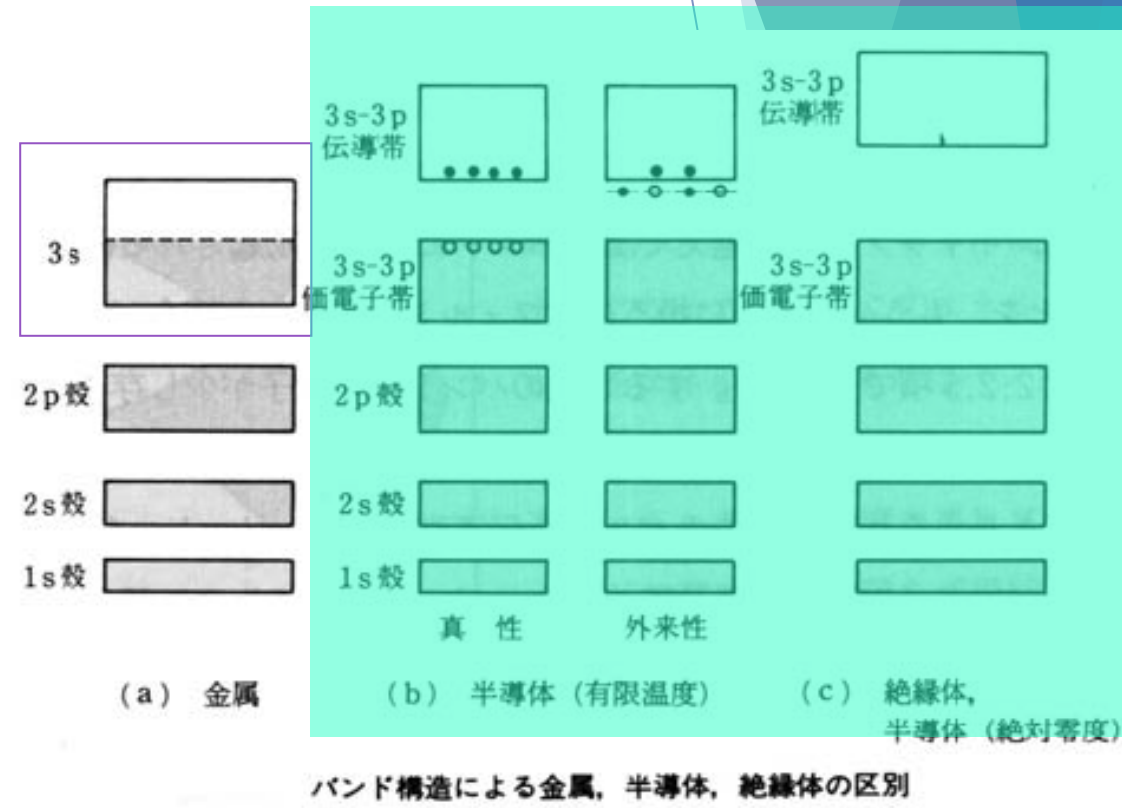 3s
2p殻
2s殻
1s殻
(a) 金属
3s-3p
伝導帯
3s-3p
価電子帯
2p殻
2s殻
1s殻
真 性
外来性
(b) 半導体 (有限温度)
3s-3p
伝導帯
3s-3p
価電子帯
(c) 絶縁体,
半導体 (絶対零度)
バンド構造による金属, 半導体, 絶縁体の区別